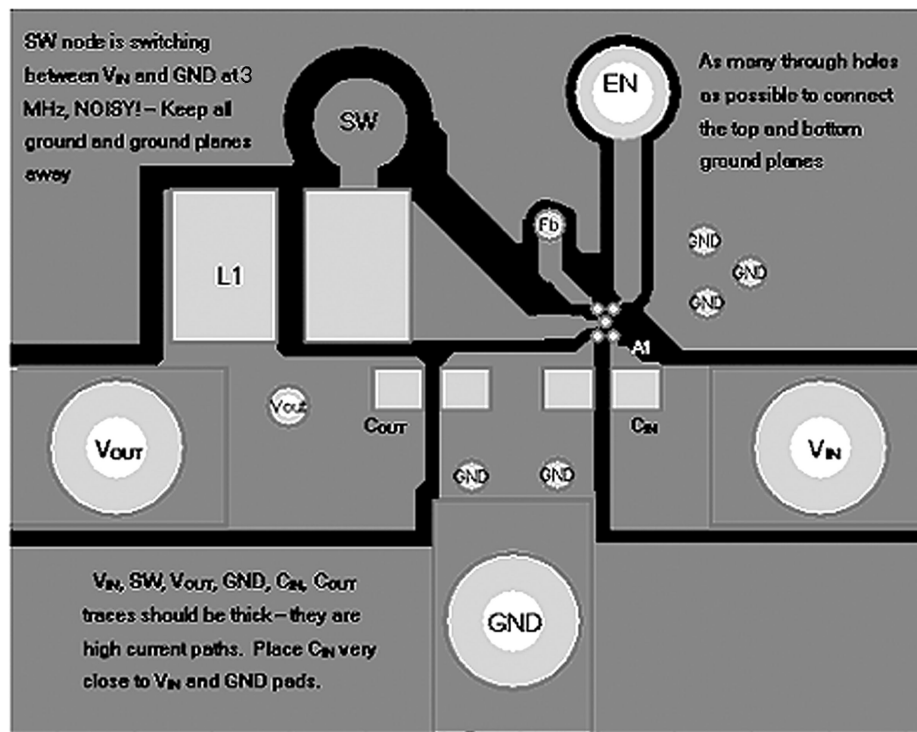 SW node is switching
between VIN and GND at 3
MHz, NOISY! – Keep all
ground and ground planes
away
SW
EN
As many through holes
as possible to connect
the top and bottom
ground planes
Fb
GND
GND
GND
L1
A1
VOUT
Vout
COUT
CIN
VIN
GND
GND
VIN, SW, VOUT, GND, CIN, COUT
traces should be thick – they are
high current paths. Place CIN very
close to VIN and GND pads.
GND